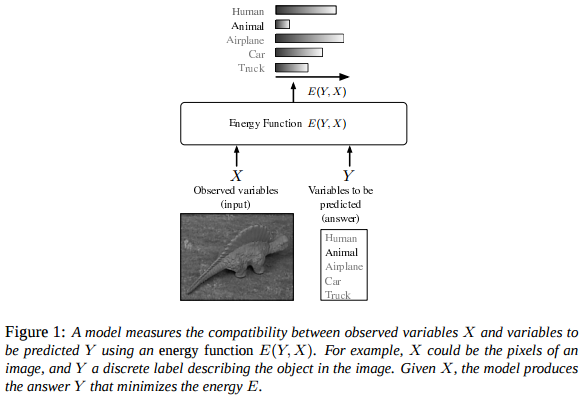 Human
Animal
Airplane
Car
Truck
E(Y, X)
Energy Function E(Y, X)
X Y
Observed variables Variables to be
(input) predicted
(answer)
Human
Animal
Airplane
Car
Truck
Figure 1: A model measures the compatibility between observed variables X and variables to
be predicted Y using an energy function E(Y, X). For example, X could be the pixels of an
image, and Y a discrete label describing the object in the image. Given X, the model produces
the answer Y that minimizes the energy E.